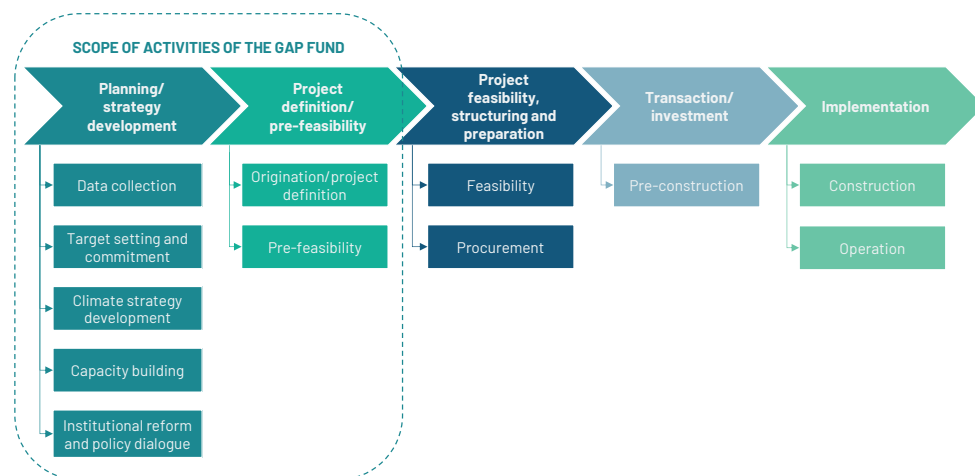 SCOPE OF ACTIVITIES OF THE GAP FUND
Planning/
strategy
development
Project
definition/
pre-feasibility
Project
feasibility,
structuring and
preparation
Transaction/
investment
Implementation
Data collection
Target setting and
commitment
Climate strategy
development
Capacity building
Institutional reform
and policy dialogue
Origination/project
definition
Pre-feasibility
Feasibility
Procurement
Pre-construction
Construction
Operation